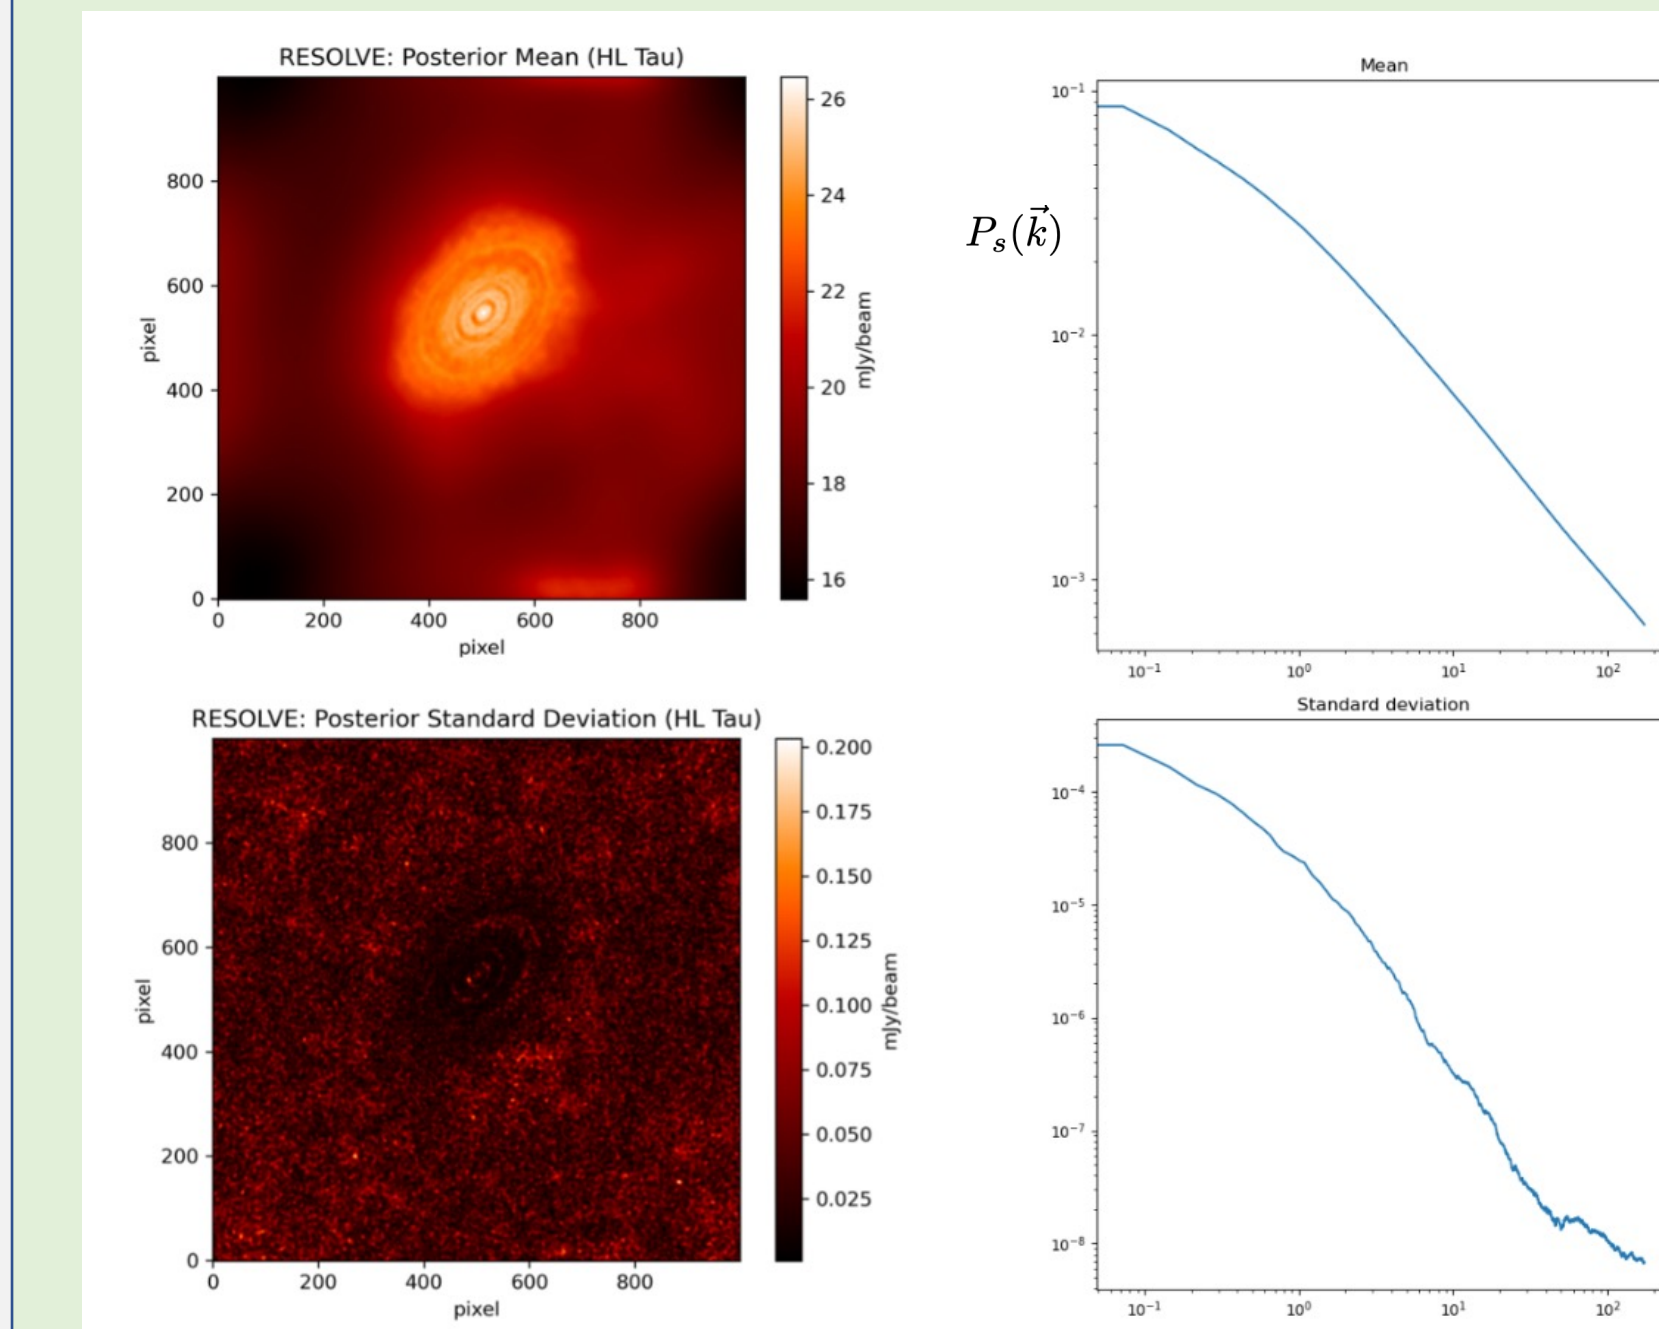 RESOLVE: Posterior Mean (HL Tau)
800
600
400
200
0
pixel
0 200 400 600 800
pixel
26
24
22
20
18
16
mJy/beam
Mean
P_s(\vec{k})
10⁻¹
10⁻²
10⁻³
10⁻¹ 10⁰ 10¹ 10²
RESOLVE: Posterior Standard Deviation (HL Tau)
800
600
400
200
0
pixel
0 200 400 600 800
pixel
0.200
0.175
0.150
0.125
0.100
0.075
0.050
0.025
mJy/beam
Standard deviation
10⁻⁴
10⁻⁵
10⁻⁶
10⁻⁷
10⁻⁸
10⁻¹ 10⁰ 10¹ 10²